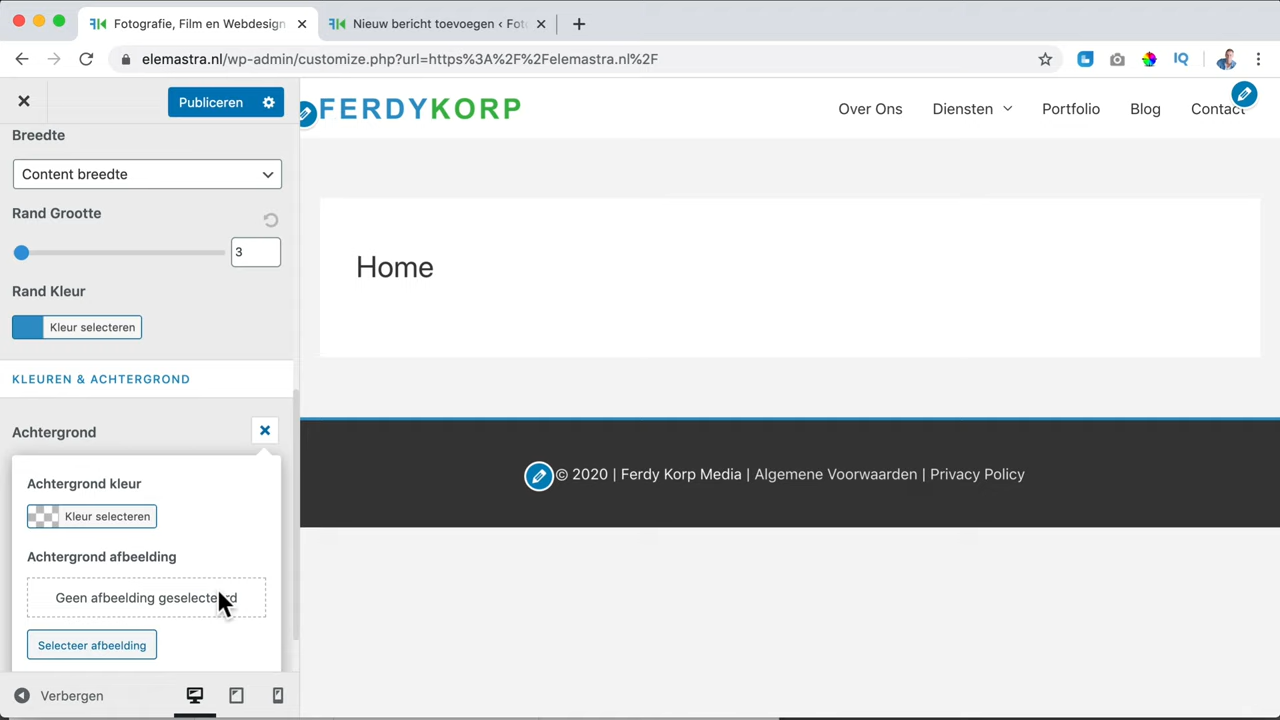 Fotografie, Film en Webdesign
Nieuw bericht toevoegen ‹ Fot
elemastra.nl/wp-admin/customize.php?url=https%3A%2F%2Felemastra.nl%2F
IQ
Publiceren
Breedte
Content breedte
Rand Grootte
3
Rand Kleur
Kleur selecteren
KLEUREN & ACHTERGROND
Achtergrond
Achtergrond kleur
Kleur selecteren
Achtergrond afbeelding
Geen afbeelding geselecteerd
Selecteer afbeelding
Verbergen
FERDYKORP
Over Ons
Diensten
Portfolio
Blog
Contact
Home
© 2020 | Ferdy Korp Media | Algemene Voorwaarden | Privacy Policy